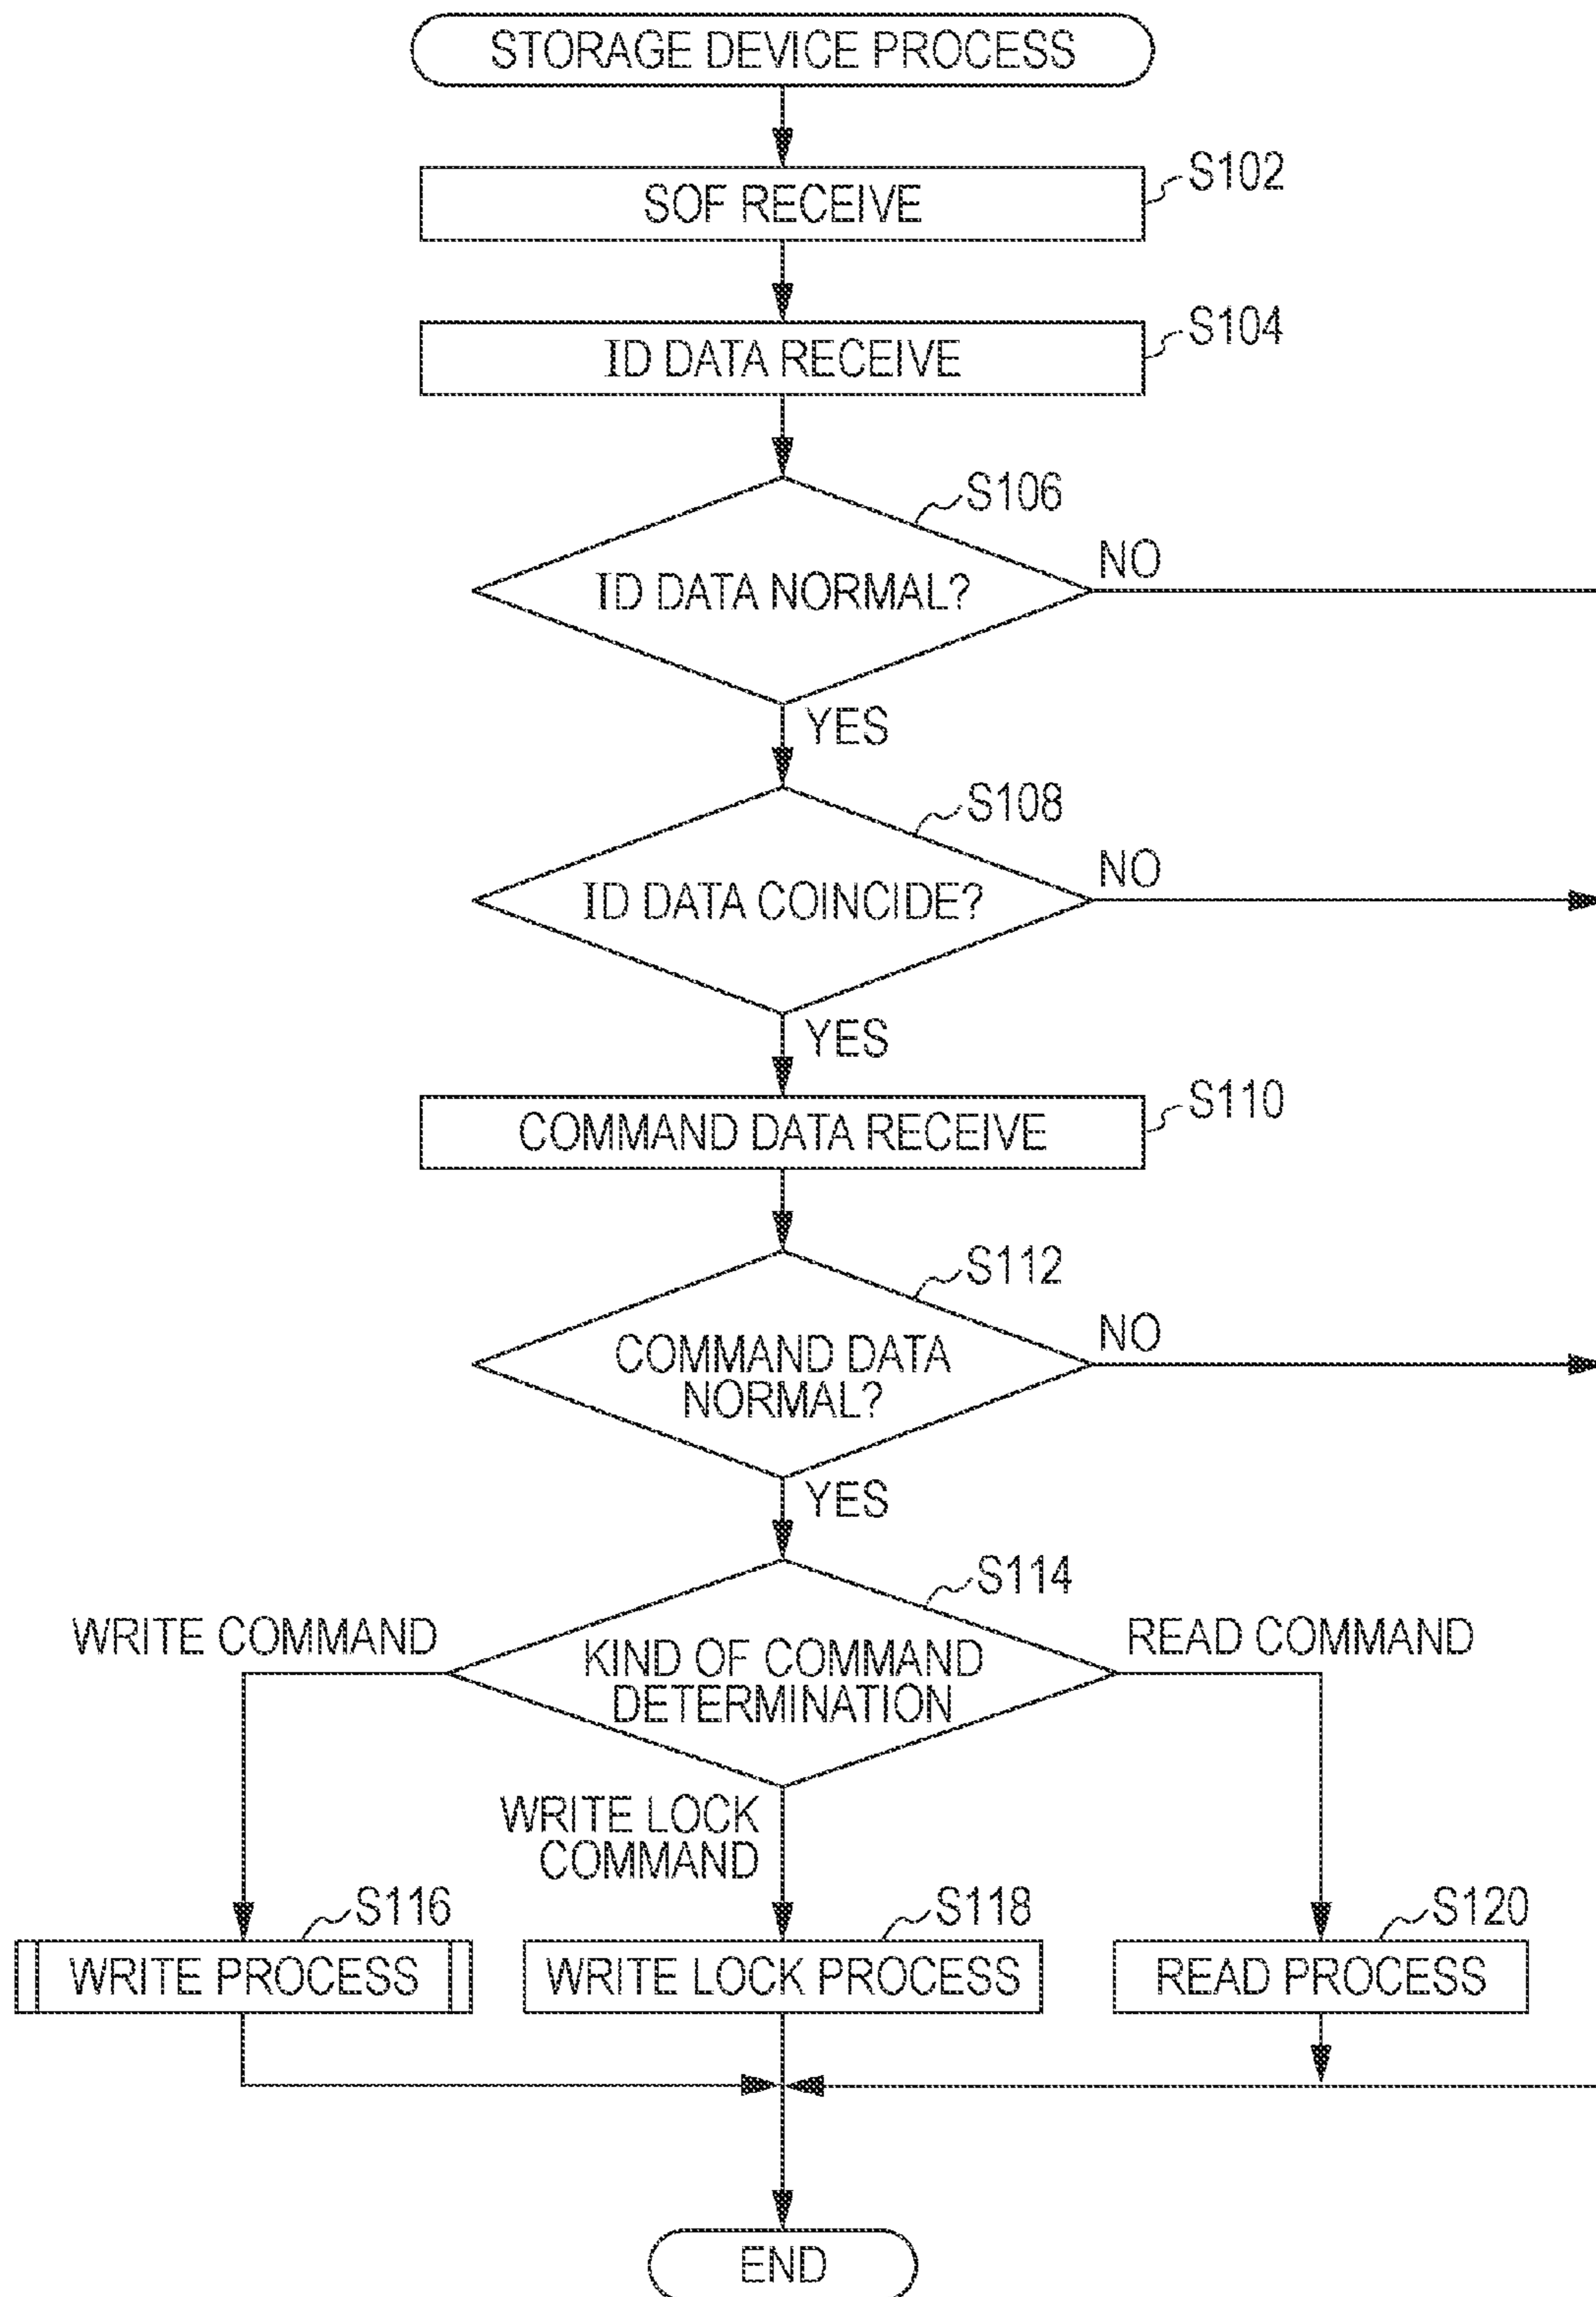 STORAGE DEVICE PROCESS
S102
SOF RECEIVE
S104
ID DATA RECEIVE
S106
NO
ID DATA NORMAL?
YES
S108
NO
ID DATA COINCIDE?
YES
S110
COMMAND DATA RECEIVE
S112
NO
COMMAND DATA
NORMAL?
YES
S114
WRITE COMMAND
READ COMMAND
KIND OF COMMAND
DETERMINATION
WRITE LOCK
COMMAND
S116
S118
S120
WRITE PROCESS
WRITE LOCK PROCESS
READ PROCESS
END